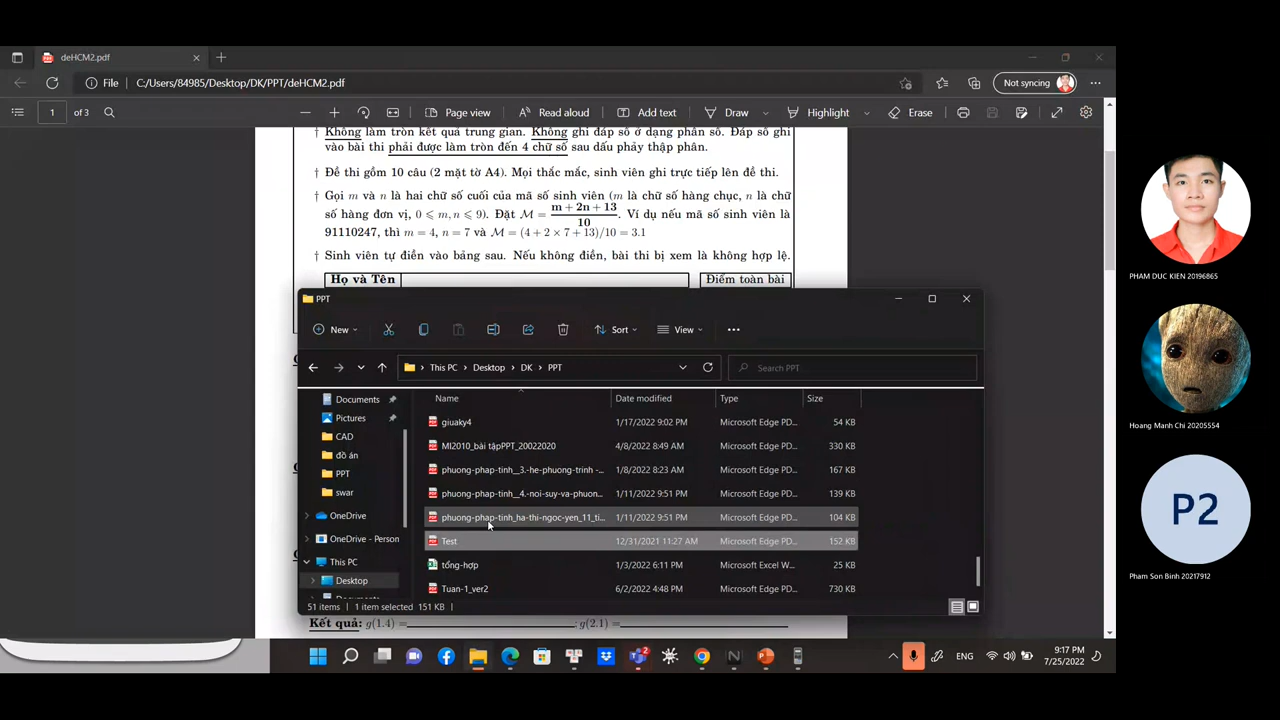 deHCM2.pdf
File
C:/Users/84985/Desktop/DK/PPT/deHCM2.pdf
Not syncing
1 of 3
Page view
Read aloud
Add text
Draw
Highlight
Erase
† Không làm tròn kết quả trung gian. Không ghi đáp số ở dạng phân số. Đáp số ghi
vào bài thi phải được làm tròn đến 4 chữ số sau dấu phảy thập phân.
† Đề thi gồm 10 câu (2 mặt tờ A4). Mọi thắc mắc, sinh viên ghi trực tiếp lên đề thi.
† Gọi m và n là hai chữ số cuối của mã số sinh viên (m là chữ số hàng chục, n là chữ
số hàng đơn vị, 0 ⩽ m, n ⩽ 9). Đặt M = m + 2n + 13 / 10. Ví dụ nếu mã số sinh viên là
91110247, thì m = 4, n = 7 và M = (4 + 2 × 7 + 13)/10 = 3.1
† Sinh viên tự điền vào bảng sau. Nếu không điền, bài thi bị xem là không hợp lệ.
Họ và Tên
Điểm toàn bài
PPT
New
Sort
View
This PC > Desktop > DK > PPT
Search PPT
Name
Date modified
Type
Size
Documents
Pictures
CAD
đồ án
PPT
swar
OneDrive
OneDrive - Person
This PC
Desktop
giuaky4 1/17/2022 9:02 PM Microsoft Edge PD... 54 KB
MI2010_bài tậpPPT_20022020 4/8/2022 8:49 AM Microsoft Edge PD... 330 KB
phuong-phap-tinh__3.-he-phuong-trinh -... 1/8/2022 8:23 AM Microsoft Edge PD... 167 KB
phuong-phap-tinh__4.-noi-suy-va-phuon... 1/11/2022 9:51 PM Microsoft Edge PD... 139 KB
phuong-phap-tinh_ha-thi-ngoc-yen_11_ti... 1/11/2022 9:51 PM Microsoft Edge PD... 104 KB
Test 12/31/2021 11:27 AM Microsoft Edge PD... 152 KB
tổng-hợp 1/3/2022 6:11 PM Microsoft Excel W... 25 KB
Tuan-1_ver2 6/2/2022 4:48 PM Microsoft Edge PD... 730 KB
51 items
1 item selected 151 KB
Kết quả: g(1.4) = ; g(2.1) =
2
ENG
9:17 PM
7/25/2022
PHAM DUC KIEN 20196865
Hoang Manh Chi 20205554
P2
Pham Son Binh 20217912